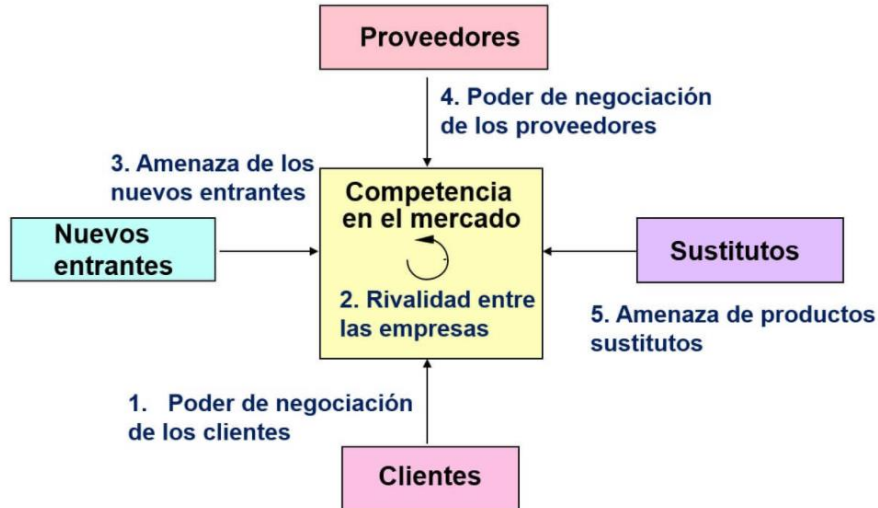 Proveedores
4. Poder de negociación
de los proveedores
3. Amenaza de los
nuevos entrantes
Competencia
en el mercado
Nuevos
entrantes
2. Rivalidad entre
las empresas
Sustitutos
5. Amenaza de productos
sustitutos
1. Poder de negociación
de los clientes
Clientes